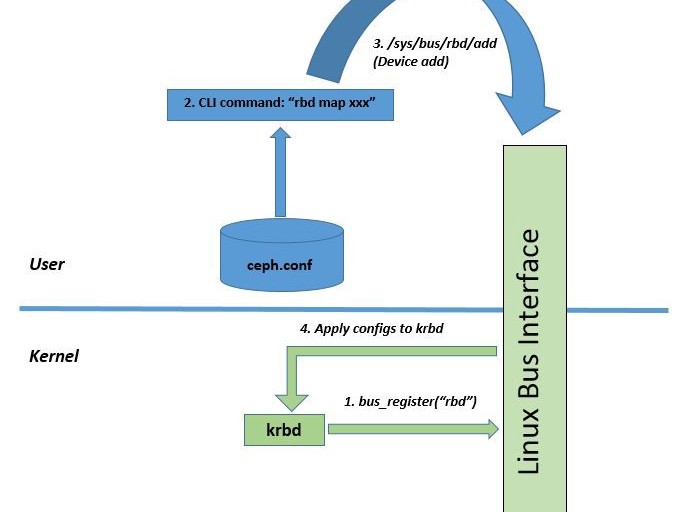 3. /sys/bus/rbd/add
(Device add)
2. CLI command: “rbd map xxx”
ceph.conf
User
Linux Bus Interface
4. Apply configs to krbd
Kernel
1. bus_register(“rbd”)
krbd